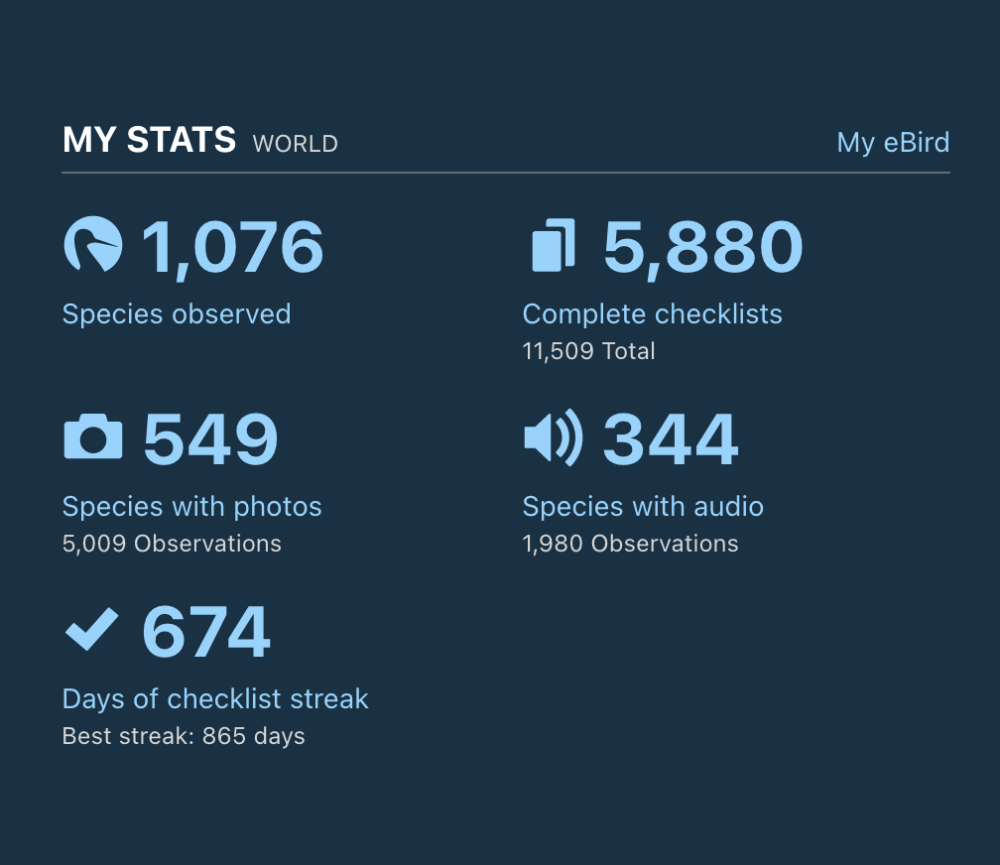 MY STATS WORLD My eBird
1,076 5,880
Species observed Complete checklists
11,509 Total
549 344
Species with photos Species with audio
5,009 Observations 1,980 Observations
674
Days of checklist streak
Best streak: 865 days